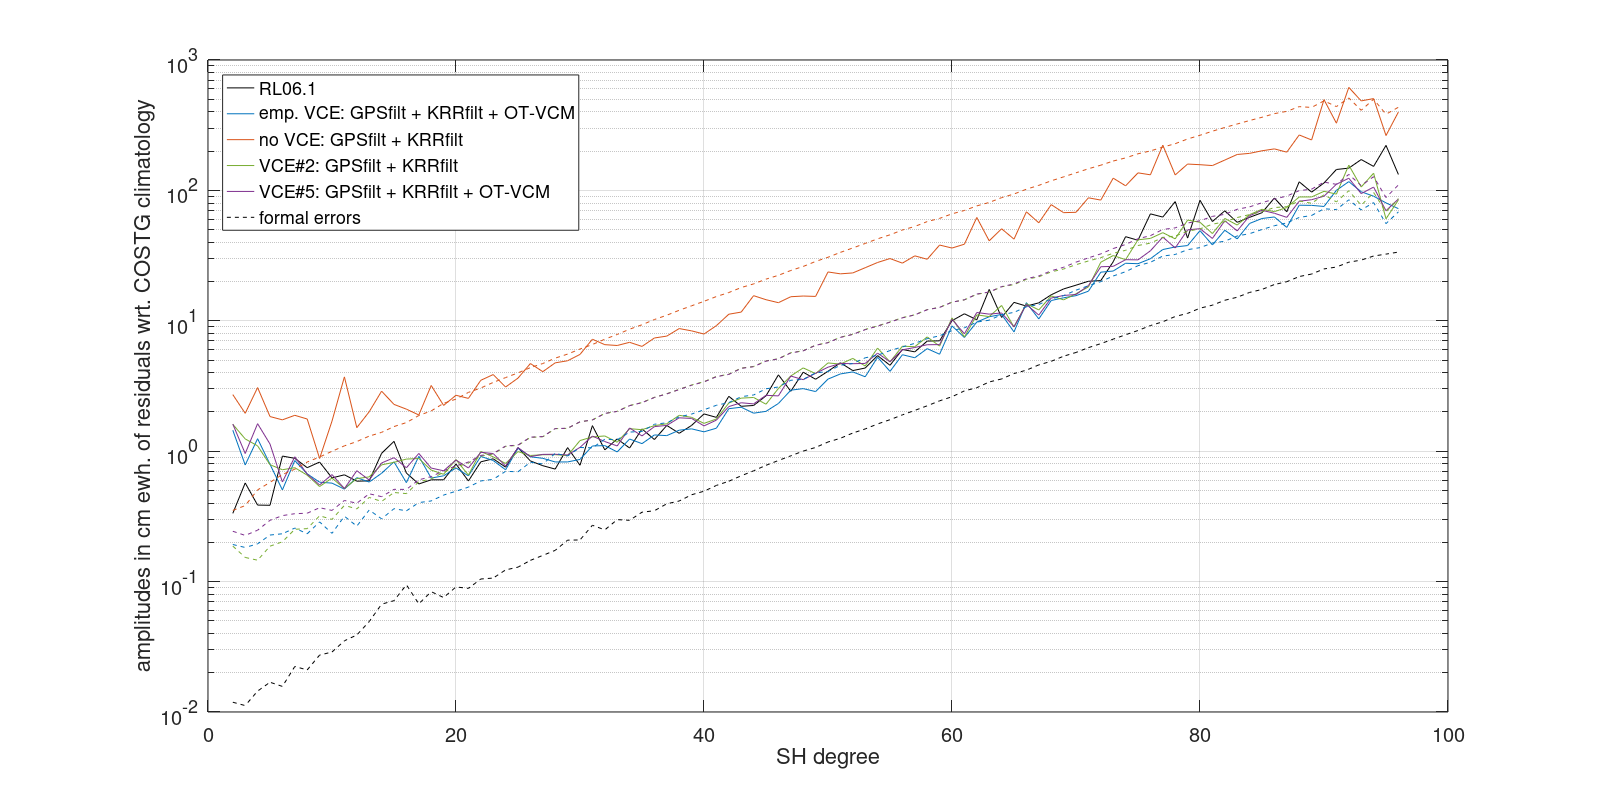 10^3
10^2
10^1
10^0
10^-1
10^-2
amplitudes in cm ewh. of residuals wrt. COSTG climatology
RL06.1
emp. VCE: GPSfilt + KRRfilt + OT-VCM
no VCE: GPSfilt + KRRfilt
VCE#2: GPSfilt + KRRfilt
VCE#5: GPSfilt + KRRfilt + OT-VCM
formal errors
0 20 40 60 80 100
SH degree